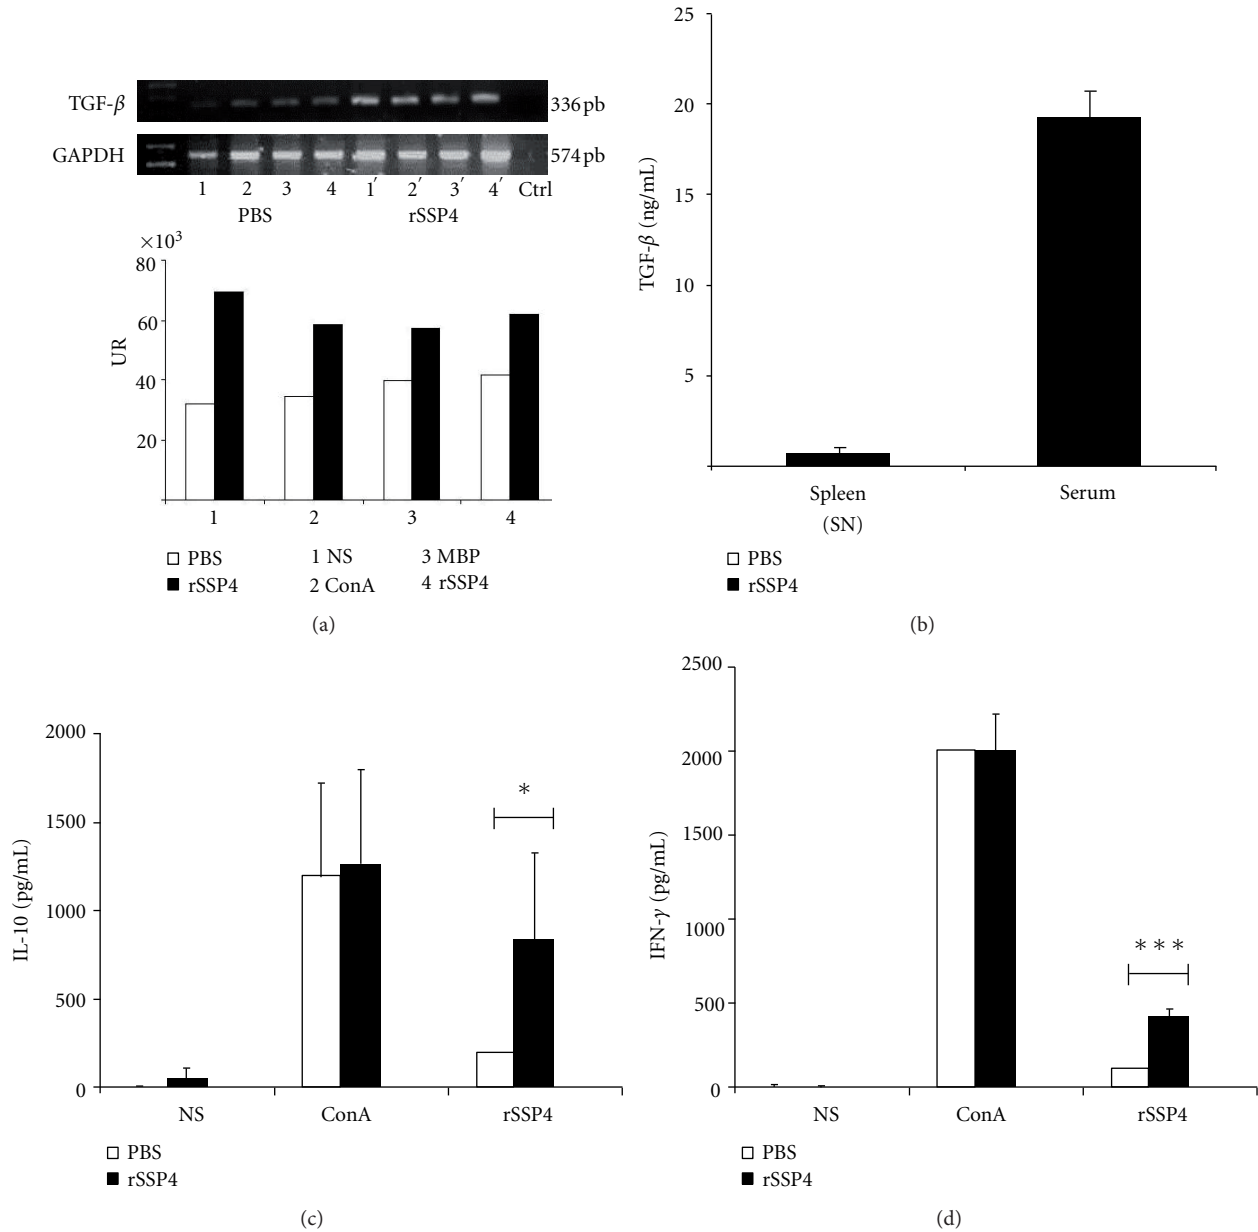 TGF-β
336 pb
GAPDH
574 pb
1 2 3 4 1′ 2′ 3′ 4′ Ctrl
PBS rSSP4
×10³
80
60
40
20
UR
1 2 3 4
PBS
rSSP4
1 NS
2 ConA
3 MBP
4 rSSP4
(a)
25
20
15
10
5
TGF-β (ng/mL)
Spleen
(SN)
Serum
PBS
rSSP4
(b)
2000
1500
1000
500
0
IL-10 (pg/mL)
*
NS ConA rSSP4
PBS
rSSP4
(c)
2500
2000
1500
1000
500
0
IFN-γ (pg/mL)
***
NS ConA rSSP4
PBS
rSSP4
(d)